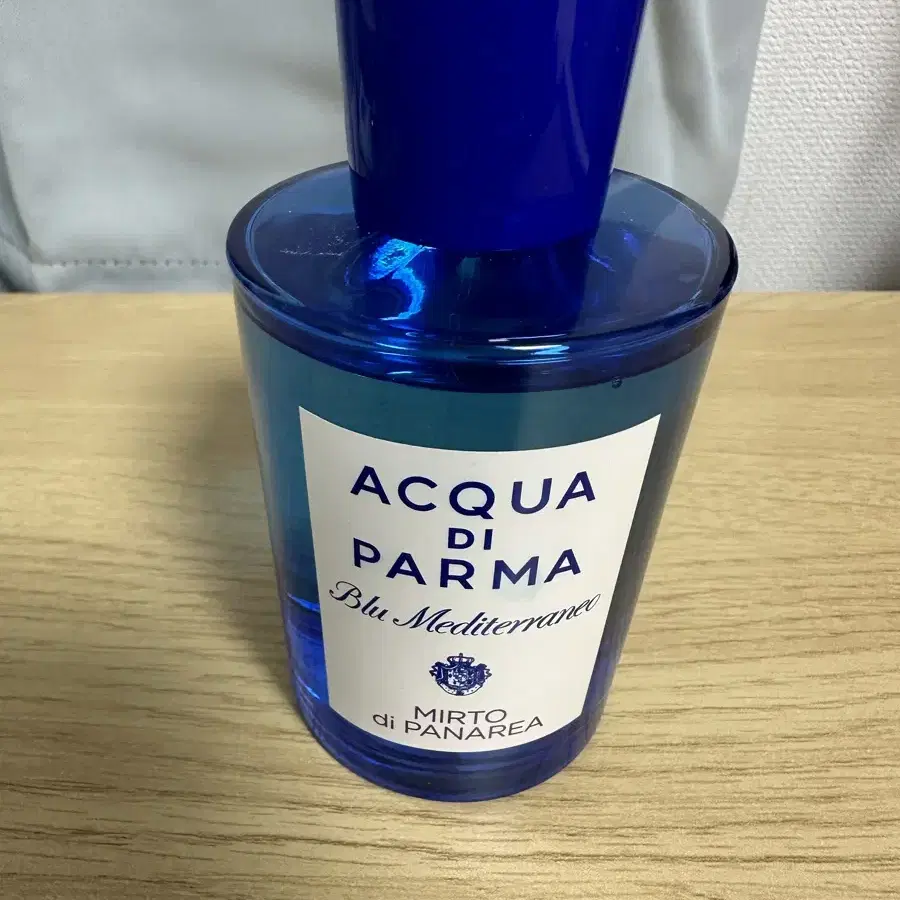 ACQUA
DI
PARMA
Blu Mediterraneo
MIRTO
di PANAREA